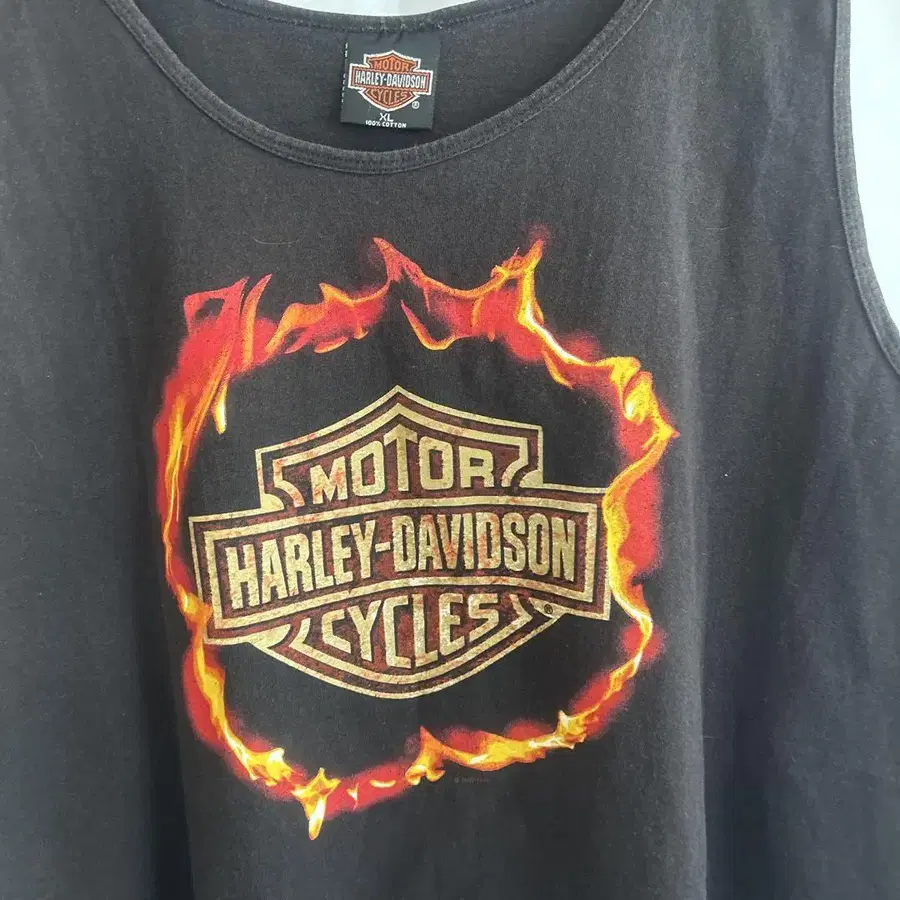 MOTOR
HARLEY-DAVIDSON
CYCLES
®
XL
100% COTTON
MOTOR
HARLEY-DAVIDSON
CYCLES
®